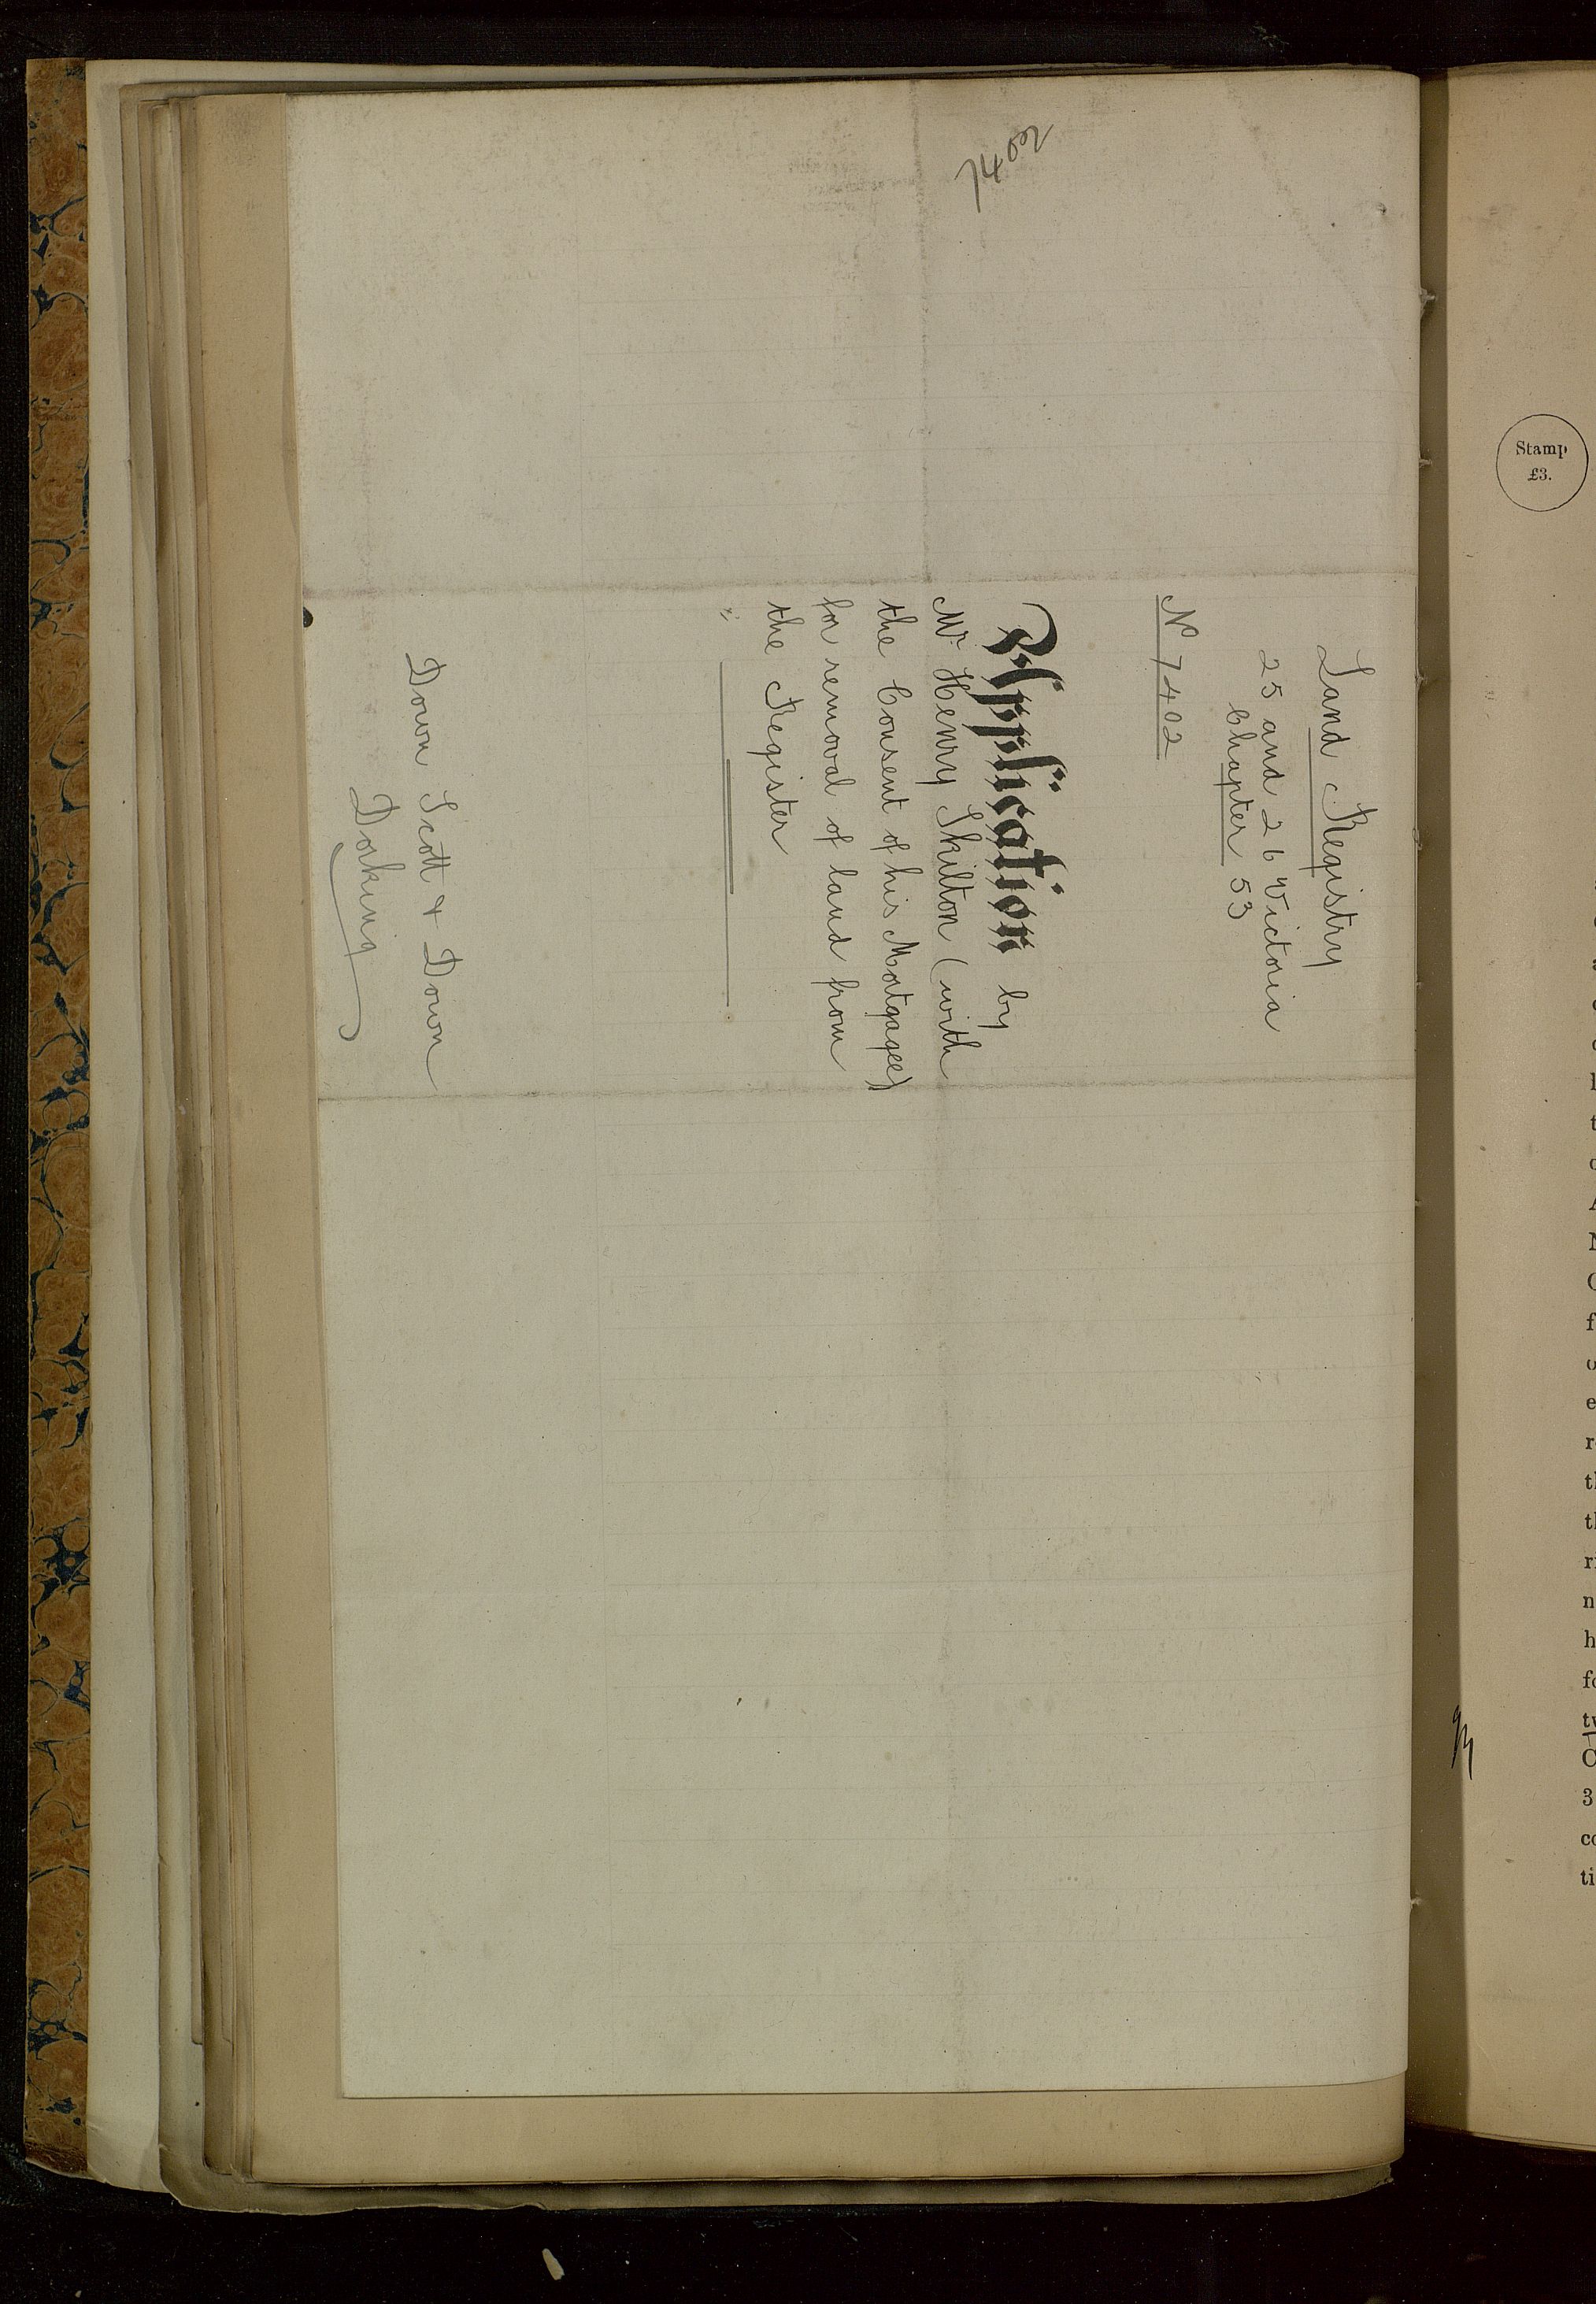 7402
Land Registry
25 and 26 Victoria
Chapter 53
No 7402
Application by
Mr Henry Skilton (with
the Consent of his Mortgagee)
for removal of land from
the Register
Down Scott & Down
Dorking
Stamp
£3.